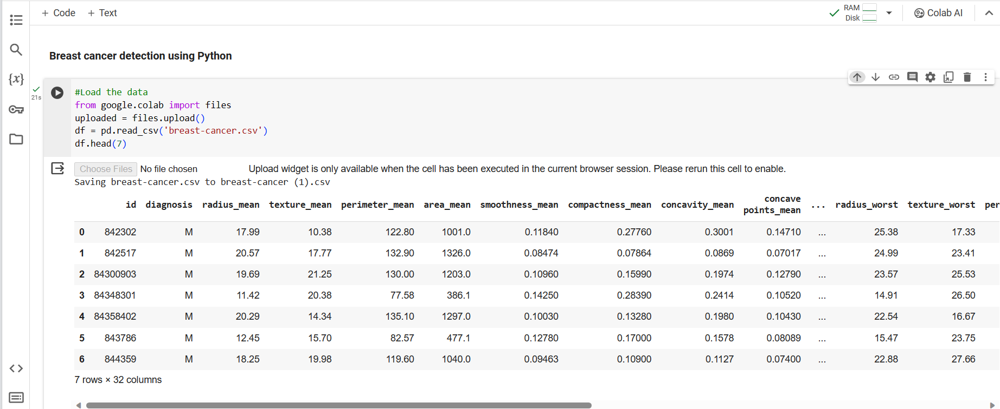 + Code + Text
RAM
Disk
Colab AI
Breast cancer detection using Python
{x}
21s
#Load the data
from google.colab import files
uploaded = files.upload()
df = pd.read_csv('breast-cancer.csv')
df.head(7)
Choose Files No file chosen Upload widget is only available when the cell has been executed in the current browser session. Please rerun this cell to enable.
Saving breast-cancer.csv to breast-cancer (1).csv
id diagnosis radius_mean texture_mean perimeter_mean area_mean smoothness_mean compactness_mean concavity_mean concave points_mean ... radius_worst texture_worst per
0 842302 M 17.99 10.38 122.80 1001.0 0.11840 0.27760 0.3001 0.14710 ... 25.38 17.33
1 842517 M 20.57 17.77 132.90 1326.0 0.08474 0.07864 0.0869 0.07017 ... 24.99 23.41
2 84300903 M 19.69 21.25 130.00 1203.0 0.10960 0.15990 0.1974 0.12790 ... 23.57 25.53
3 84348301 M 11.42 20.38 77.58 386.1 0.14250 0.28390 0.2414 0.10520 ... 14.91 26.50
4 84358402 M 20.29 14.34 135.10 1297.0 0.10030 0.13280 0.1980 0.10430 ... 22.54 16.67
5 843786 M 12.45 15.70 82.57 477.1 0.12780 0.17000 0.1578 0.08089 ... 15.47 23.75
6 844359 M 18.25 19.98 119.60 1040.0 0.09463 0.10900 0.1127 0.07400 ... 22.88 27.66
7 rows × 32 columns